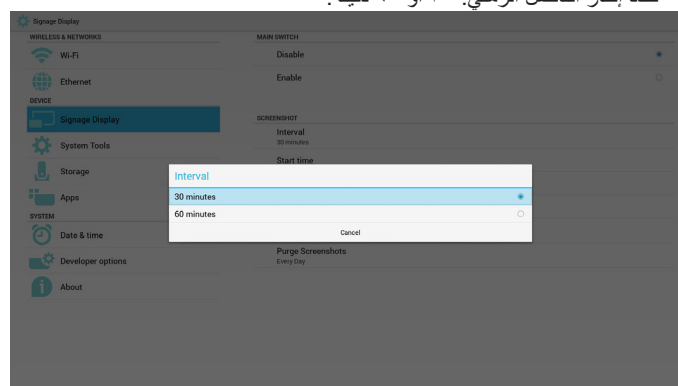 Signage Display
WIRELESS & NETWORKS
Wi-Fi
Ethernet
DEVICE
Signage Display
System Tools
Storage
Apps
SYSTEM
Date & time
Developer options
About
MAIN SWITCH
Disable
Enable
SCREENSHOT
Interval
30 minutes
Start time
Interval
30 minutes
60 minutes
Cancel
Purge Screenshots
Every Day